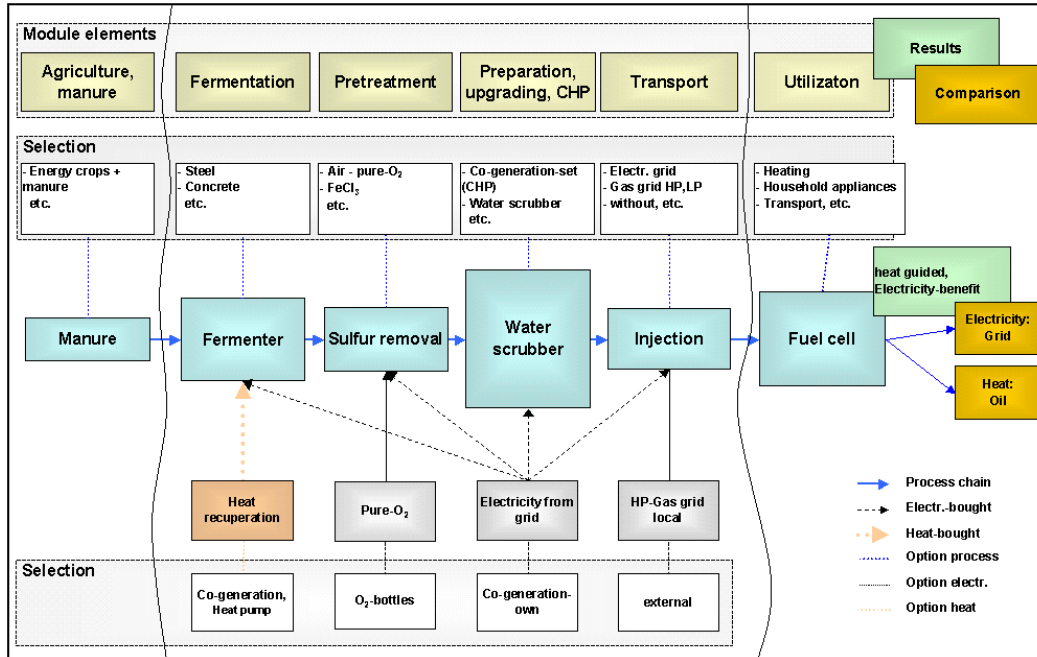 Module elements
Agriculture,
manure
Fermentation
Pretreatment
Preparation,
upgrading, CHP
Transport
Utilizaton
Results
Comparison
Selection
- Energy crops +
manure
etc.
- Steel
- Concrete
etc.
- Air - pure-O₂
- FeCl₃
etc.
- Co-generation-set
(CHP)
- Water scrubber
etc.
- Electr. grid
- Gas grid HP,LP
- without, etc.
- Heating
- Household appliances
- Transport, etc.
Manure
Fermenter
Sulfur removal
Water
scrubber
Injection
Fuel cell
heat guided,
Electricity-benefit
Electricity:
Grid
Heat:
Oil
Heat
recuperation
Pure-O₂
Electricity from
grid
HP-Gas grid
local
Process chain
Electr.-bought
Heat-bought
Option process
Option electr.
Option heat
Selection
Co-generation,
Heat pump
O₂-bottles
Co-generation-
own
external